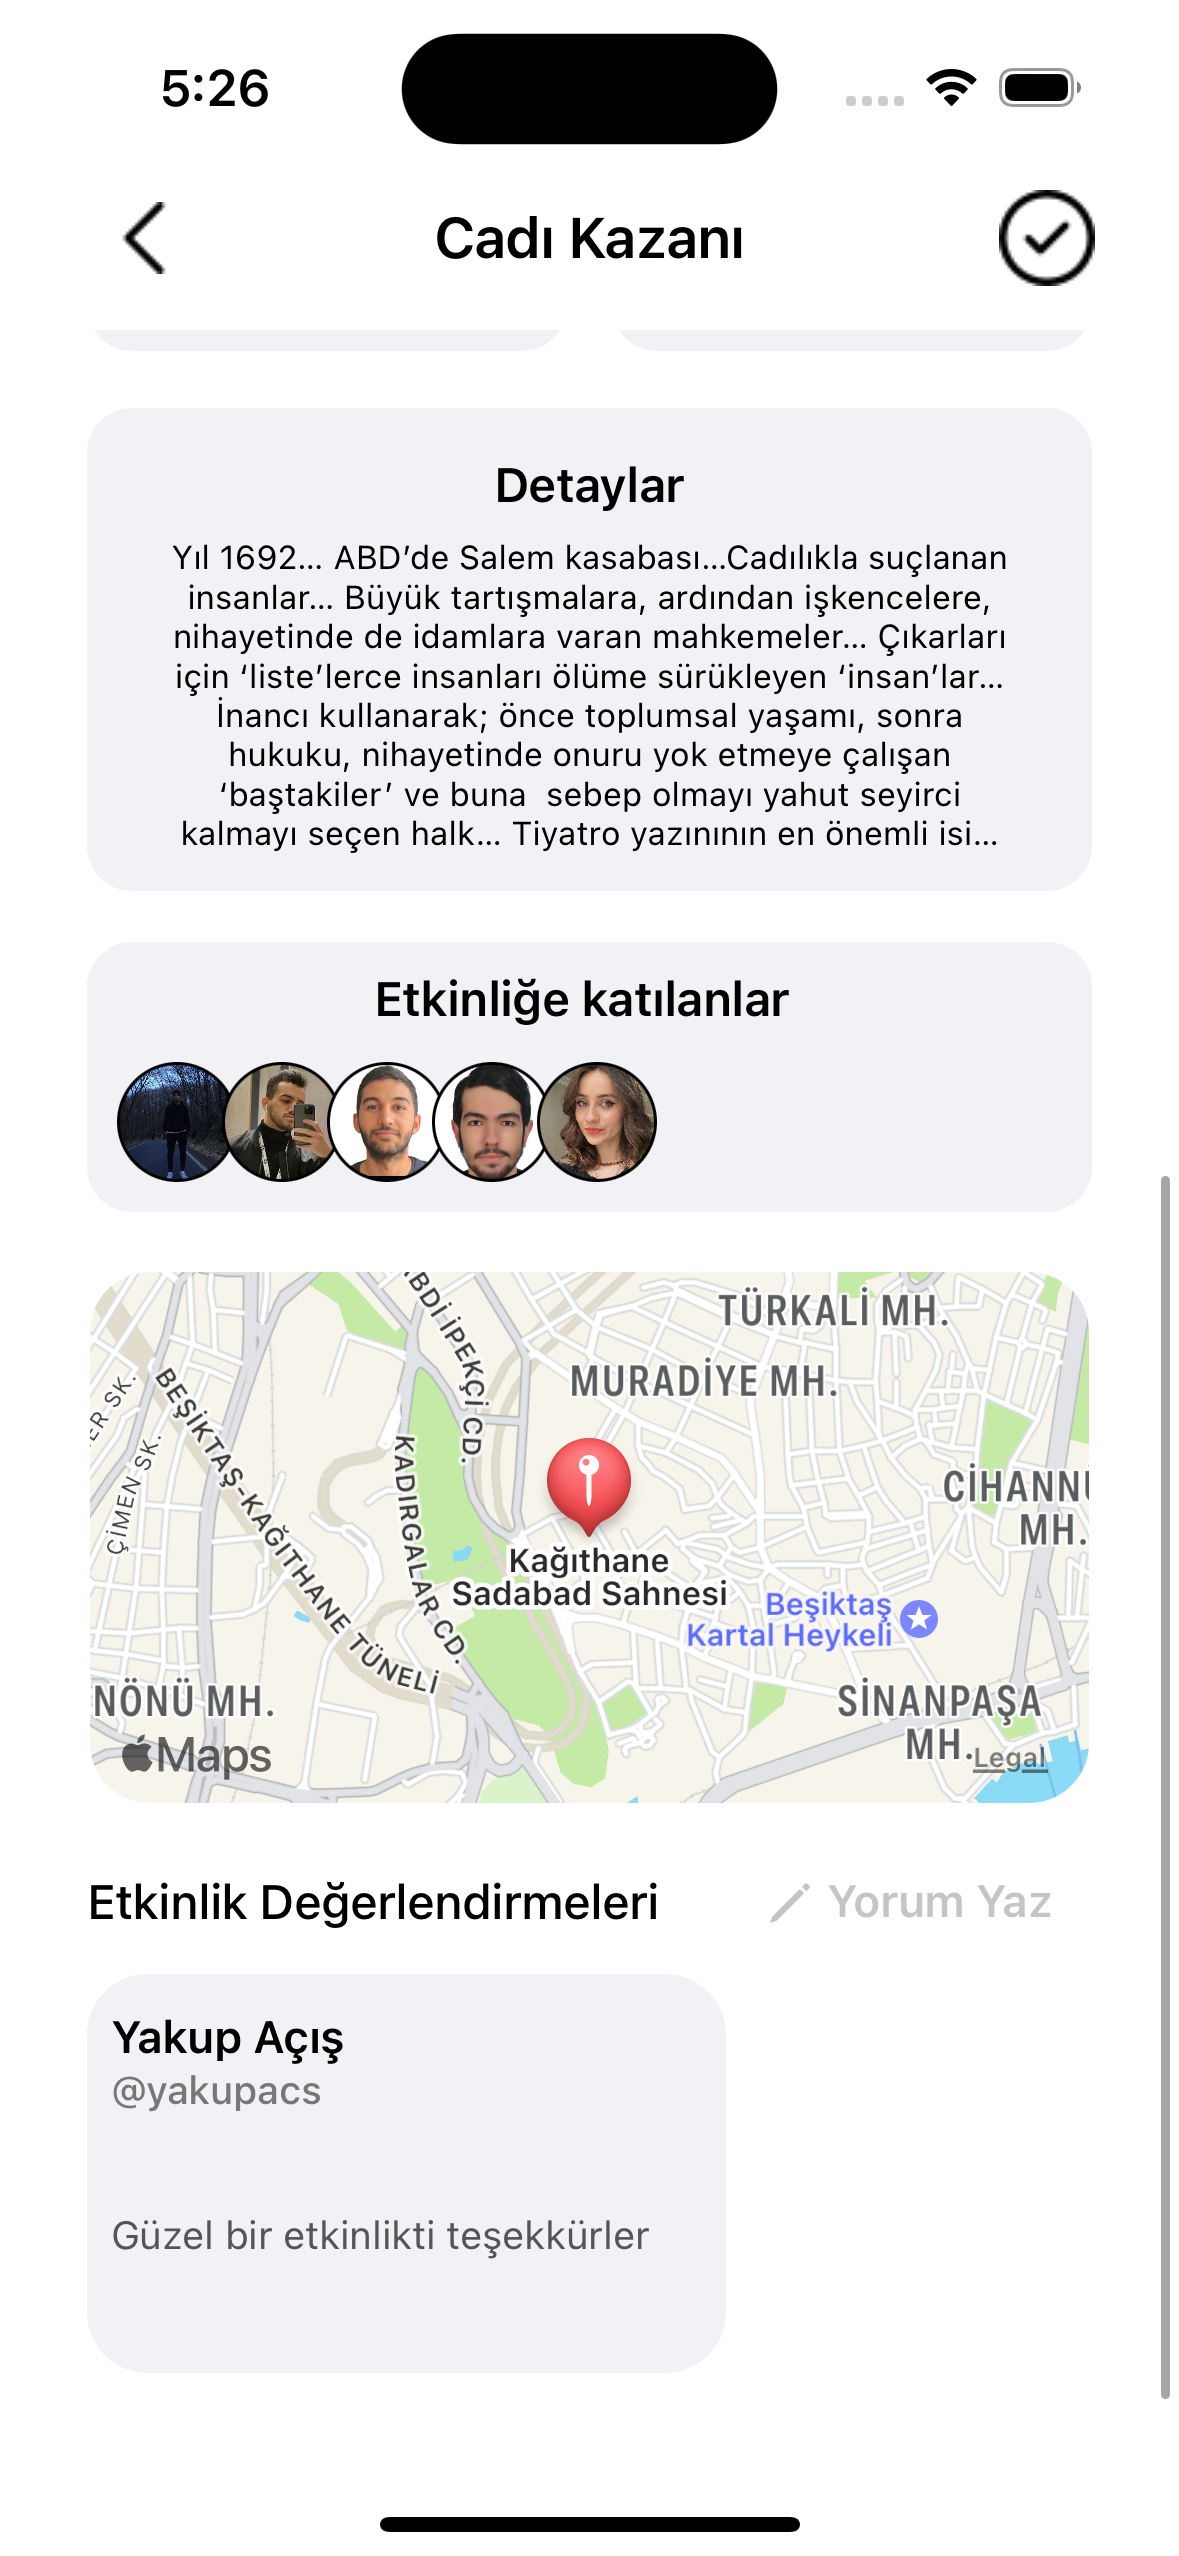 5:26
Cadı Kazanı
Detaylar
Yıl 1692... ABD’de Salem kasabası...Cadılıkla suçlanan
insanlar... Büyük tartışmalara, ardından işkencelere,
nihayetinde de idamlara varan mahkemeler... Çıkarları
için ‘liste’lerce insanları ölüme sürükleyen ‘insan’lar...
İnancı kullanarak; önce toplumsal yaşamı, sonra
hukuku, nihayetinde onuru yok etmeye çalışan
‘baştakiler’ ve buna  sebep olmayı yahut seyirci
kalmayı seçen halk... Tiyatro yazınının en önemli isi...
Etkinliğe katılanlar
BDİ İPEKÇİ CD.
TÜRKALİ MH.
MURADİYE MH.
ER SK.
ÇİMEN SK.
BEŞİKTAŞ-KAĞITHANE TÜNELİ
KADIRGALAR CD.
CİHANNÜ
MH.
Kağıthane
Sadabad Sahnesi
Beşiktaş
Kartal Heykeli
NÖNÜ MH.
SİNANPAŞA
MH.
Maps
Legal
Etkinlik Değerlendirmeleri
Yorum Yaz
Yakup Açış
@yakupacs
Güzel bir etkinlikti teşekkürler